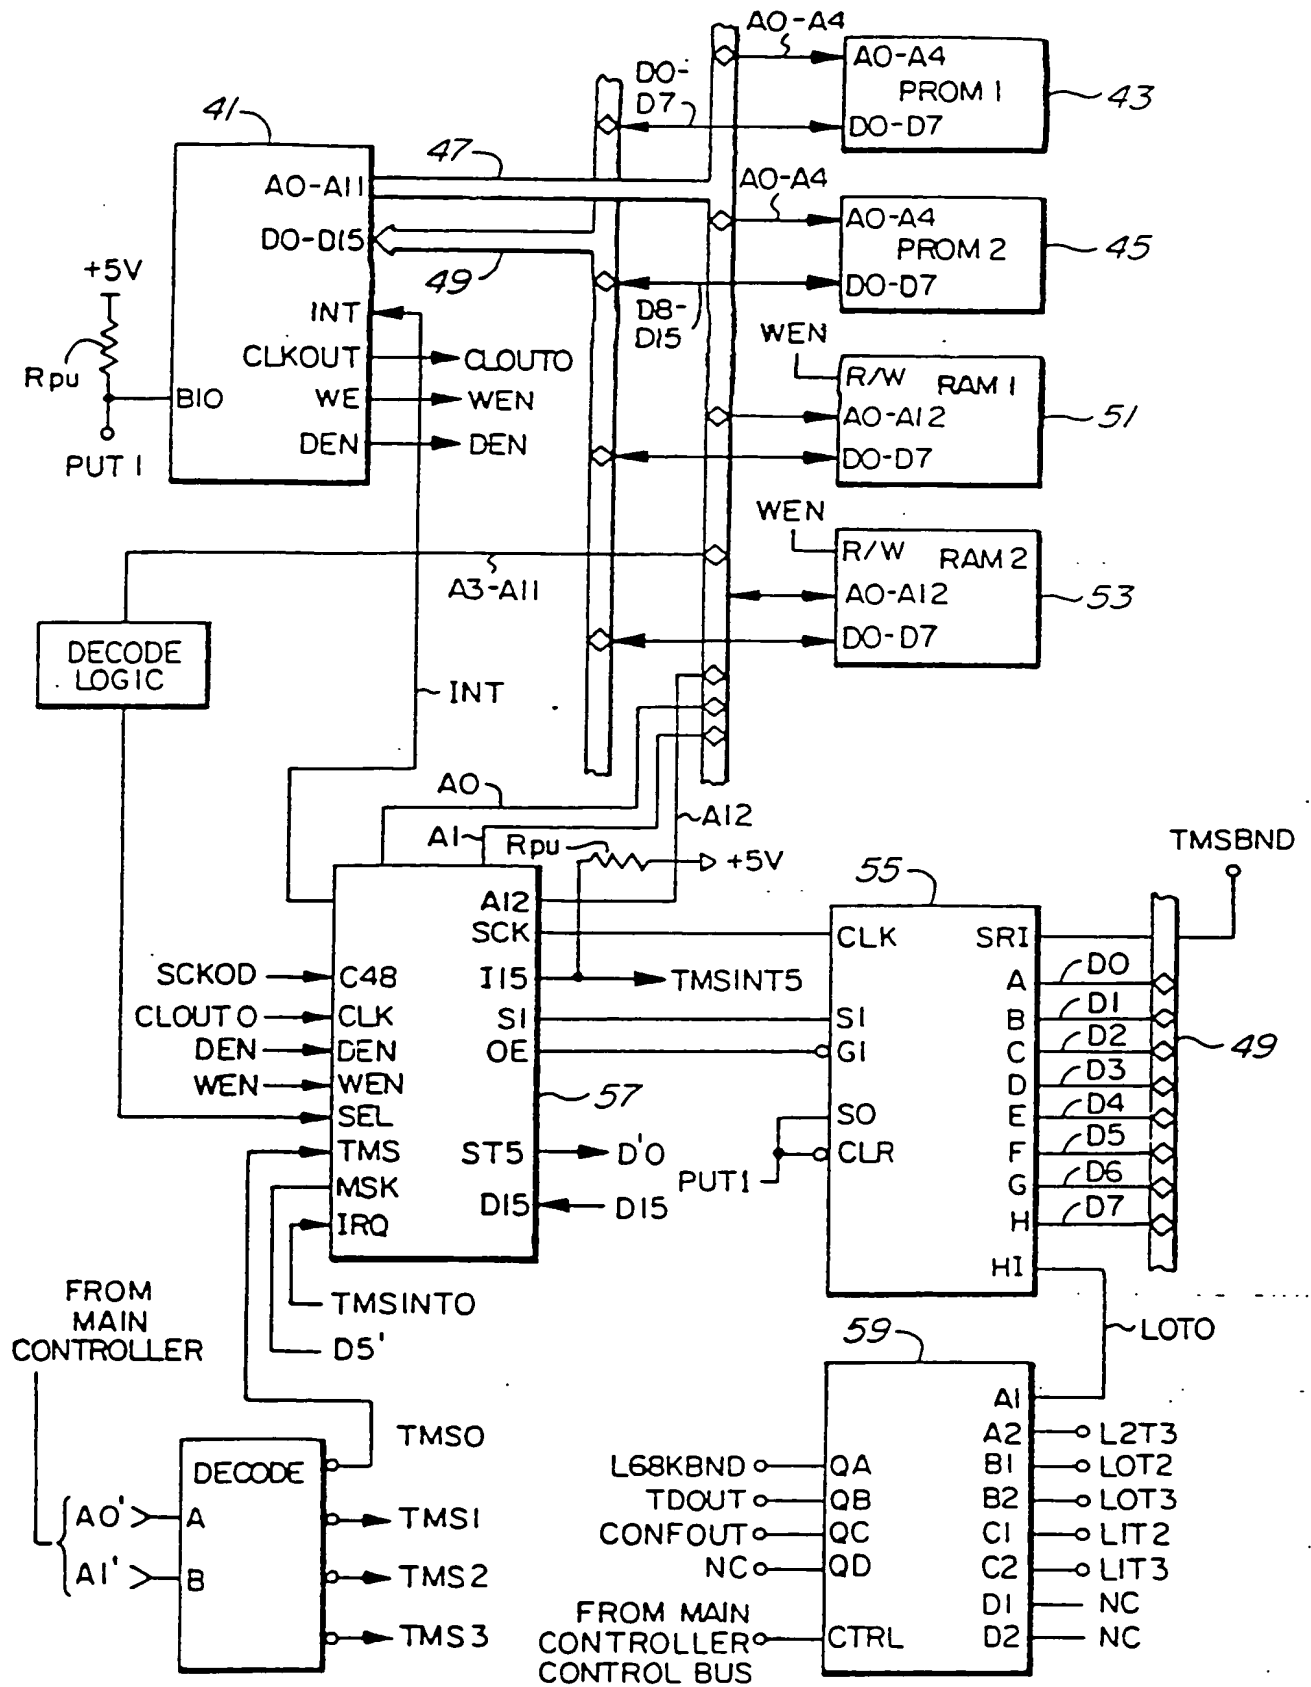 A0-A4
A0-A4
PROM 1
D0-D7
43
D0-
D7
41
47
A0-A11
D0-D15
49
INT
CLKOUT
CLOUTO
WE
WEN
DEN
DEN
BIO
+5V
Rpu
PUT 1
A0-A4
A0-A4
PROM 2
D0-D7
45
D8-
D15
WEN
R/W
RAM 1
A0-A12
D0-D7
51
WEN
R/W
RAM 2
A0-A12
D0-D7
53
A3-A11
DECODE
LOGIC
INT
A0
A1
A12
Rpu
+5V
TMSBND
55
A12
SCK
I15
TMSINT5
SI
OE
57
ST5
D'0
D15
D15
SCKOD
C48
CLOUT O
CLK
DEN
DEN
WEN
WEN
SEL
TMS
MSK
IRQ
TMSINTO
D5'
CLK
SI
GI
SO
CLR
PUT1
SRI
A
D0
B
D1
C
D2
D
D3
E
D4
F
D5
G
D6
H
D7
HI
49
LOTO
FROM
MAIN
CONTROLLER
TMSO
DECODE
A0'
A
TMS1
A1'
B
TMS2
TMS3
59
A1
A2
L2T3
L68KBND
QA
B1
LOT2
TDOUT
QB
B2
LOT3
CONFOUT
QC
C1
LIT2
NC
QD
C2
LIT3
D1
NC
FROM MAIN
CONTROLLER
CONTROL BUS
CTRL
D2
NC